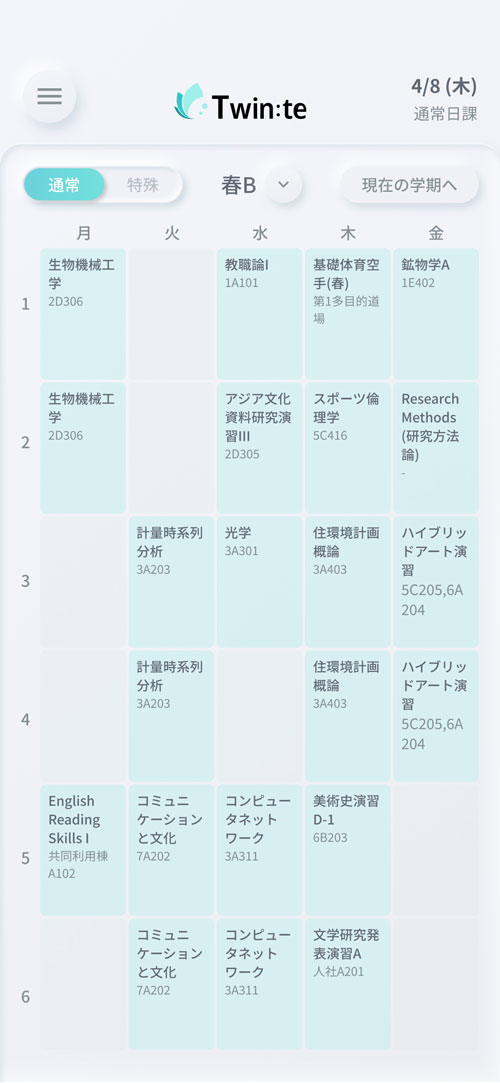 Twin:te
4/8 (木)
通常日課
通常
特殊
春B
現在の学期へ
月
火
水
木
金
1
生物機械工
学
2D306
教職論I
1A101
基礎体育空
手(春)
第1多目的道
場
鉱物学A
1E402
2
生物機械工
学
2D306
アジア文化
資料研究演
習III
2D305
スポーツ倫
理学
5C416
Research
Methods
(研究方法
論)
-
3
計量時系列
分析
3A203
光学
3A301
住環境計画
概論
3A403
ハイブリッ
ドアート演
習
5C205,6A
204
4
計量時系列
分析
3A203
住環境計画
概論
3A403
ハイブリッ
ドアート演
習
5C205,6A
204
5
English
Reading
Skills I
共同利用棟
A102
コミュニ
ケーション
と文化
7A202
コンピュー
タネット
ワーク
3A311
美術史演習
D-1
6B203
6
コミュニ
ケーション
と文化
7A202
コンピュー
タネット
ワーク
3A311
文学研究発
表演習A
人社A201